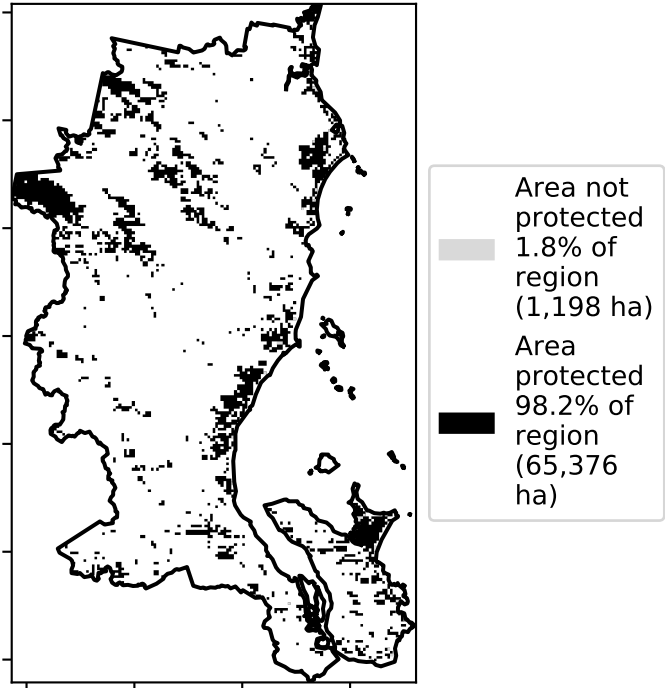 Area not
protected
1.8% of
region
(1,198 ha)
Area
protected
98.2% of
region
(65,376
ha)